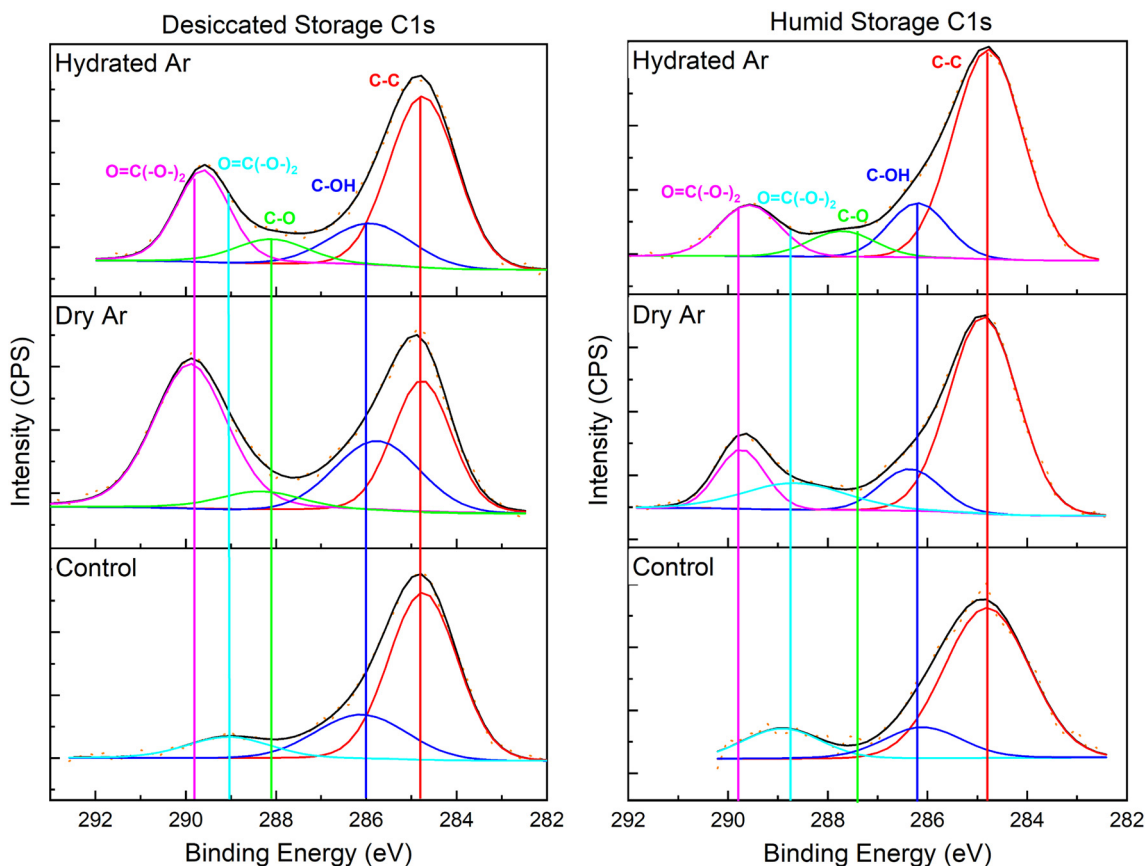 Desiccated Storage C1s
Hydrated Ar
C-C
O=C(-O-)₂
O=C(-O-)₂
C-OH
C-O
Dry Ar
Control
Intensity (CPS)
292 290 288 286 284 282
Binding Energy (eV)
Humid Storage C1s
Hydrated Ar
C-C
C-OH
O=C(-O-)₂
O=C(-O-)₂
C-O
Dry Ar
Control
Intensity (CPS)
292 290 288 286 284 282
Binding Energy (eV)